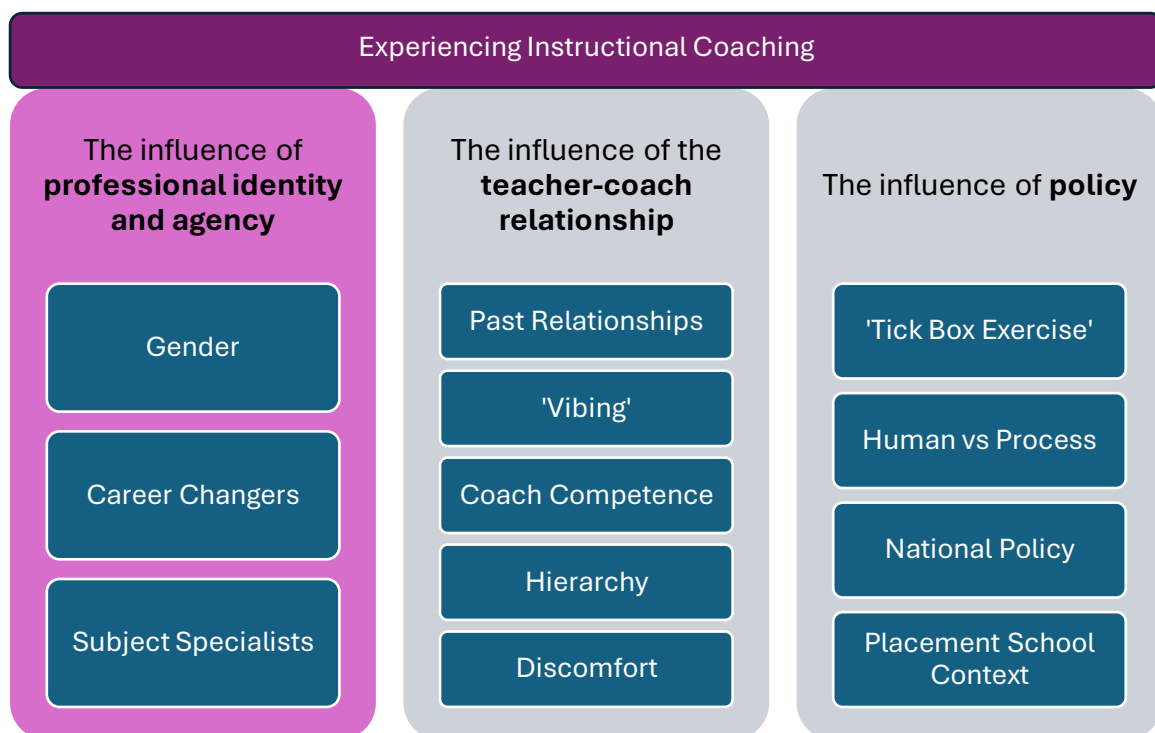 Experiencing Instructional Coaching
The influence of
professional identity
and agency
Gender
Career Changers
Subject Specialists
The influence of the
teacher-coach
relationship
Past Relationships
'Vibing'
Coach Competence
Hierarchy
Discomfort
The influence of policy
'Tick Box Exercise'
Human vs Process
National Policy
Placement School
Context